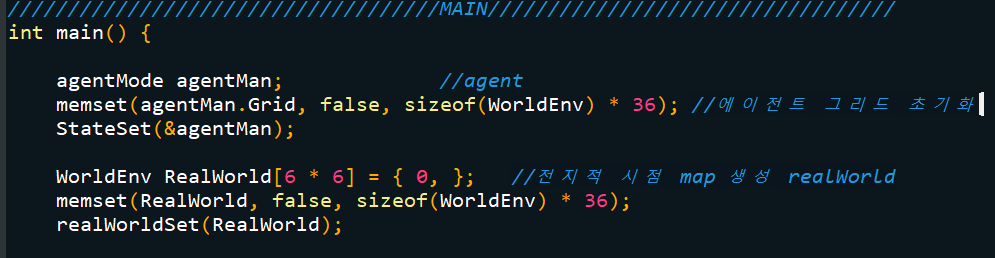 //////////////////////////////////MAIN////////////////////////////////
int main() {
agentMode agentMan; //agent
memset(agentMan.Grid, false, sizeof(WorldEnv) * 36); //에이전트 그리드 초기화
StateSet(&agentMan);
WorldEnv RealWorld[6 * 6] = { 0, }; //전지적 시점 map 생성 realWorld
memset(RealWorld, false, sizeof(WorldEnv) * 36);
realWorldSet(RealWorld);